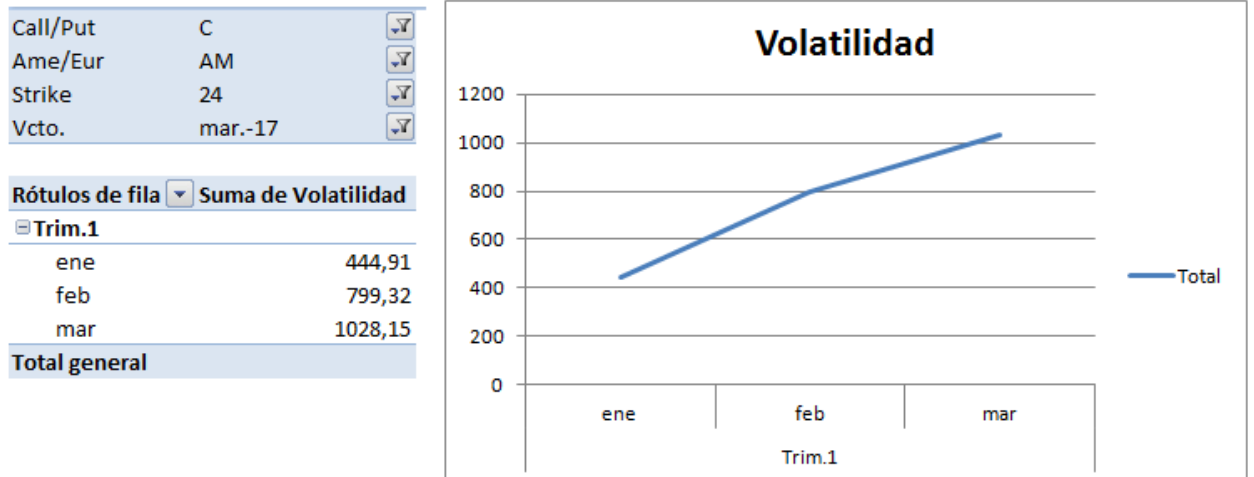 Call/Put C
Ame/Eur AM
Strike 24
Vcto. mar.-17
Rótulos de fila Suma de Volatilidad
Trim.1
ene 444,91
feb 799,32
mar 1028,15
Total general
Volatilidad
1200
1000
800
600
400
200
0
ene feb mar
Trim.1
Total